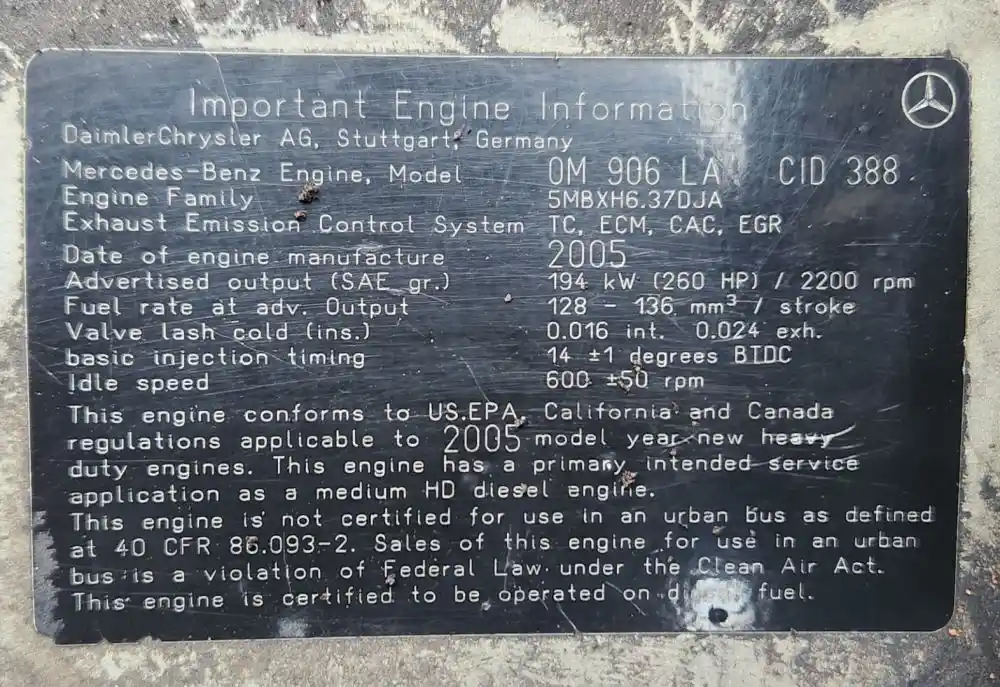 Important Engine Information
DaimlerChrysler AG, Stuttgart, Germany
Mercedes-Benz Engine, Model OM 906 LA CID 388
Engine Family 5MBXH6.37DJA
Exhaust Emission Control System TC, ECM, CAC, EGR
Date of engine manufacture 2005
Advertised output (SAE gr.) 194 kW (260 HP) / 2200 rpm
Fuel rate at adv. Output 128 - 136 mm³ / stroke
Valve lash cold (ins.) 0.016 int. 0.024 exh.
basic injection timing 14 ±1 degrees BTDC
Idle speed 600 ±50 rpm
This engine conforms to US.EPA, California and Canada
regulations applicable to 2005 model year new heavy
duty engines. This engine has a primary intended service
application as a medium HD diesel engine.
This engine is not certified for use in an urban bus as defined
at 40 CFR 86.093-2. Sales of this engine for use in an urban
bus is a violation of Federal Law under the Clean Air Act.
This engine is certified to be operated on diesel fuel.